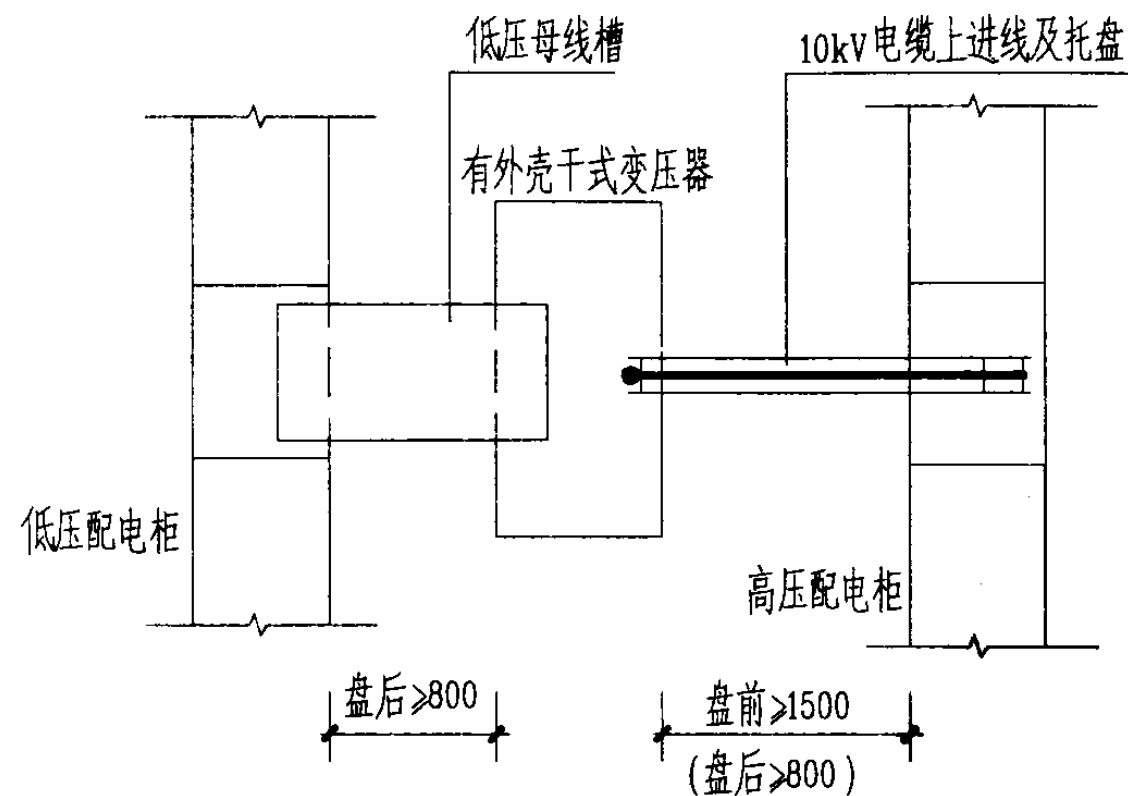 低压母线槽
10kV电缆上进线及托盘
有外壳干式变压器
低压配电柜
高压配电柜
盘后≥800
盘前≥1500
(盘后≥800)